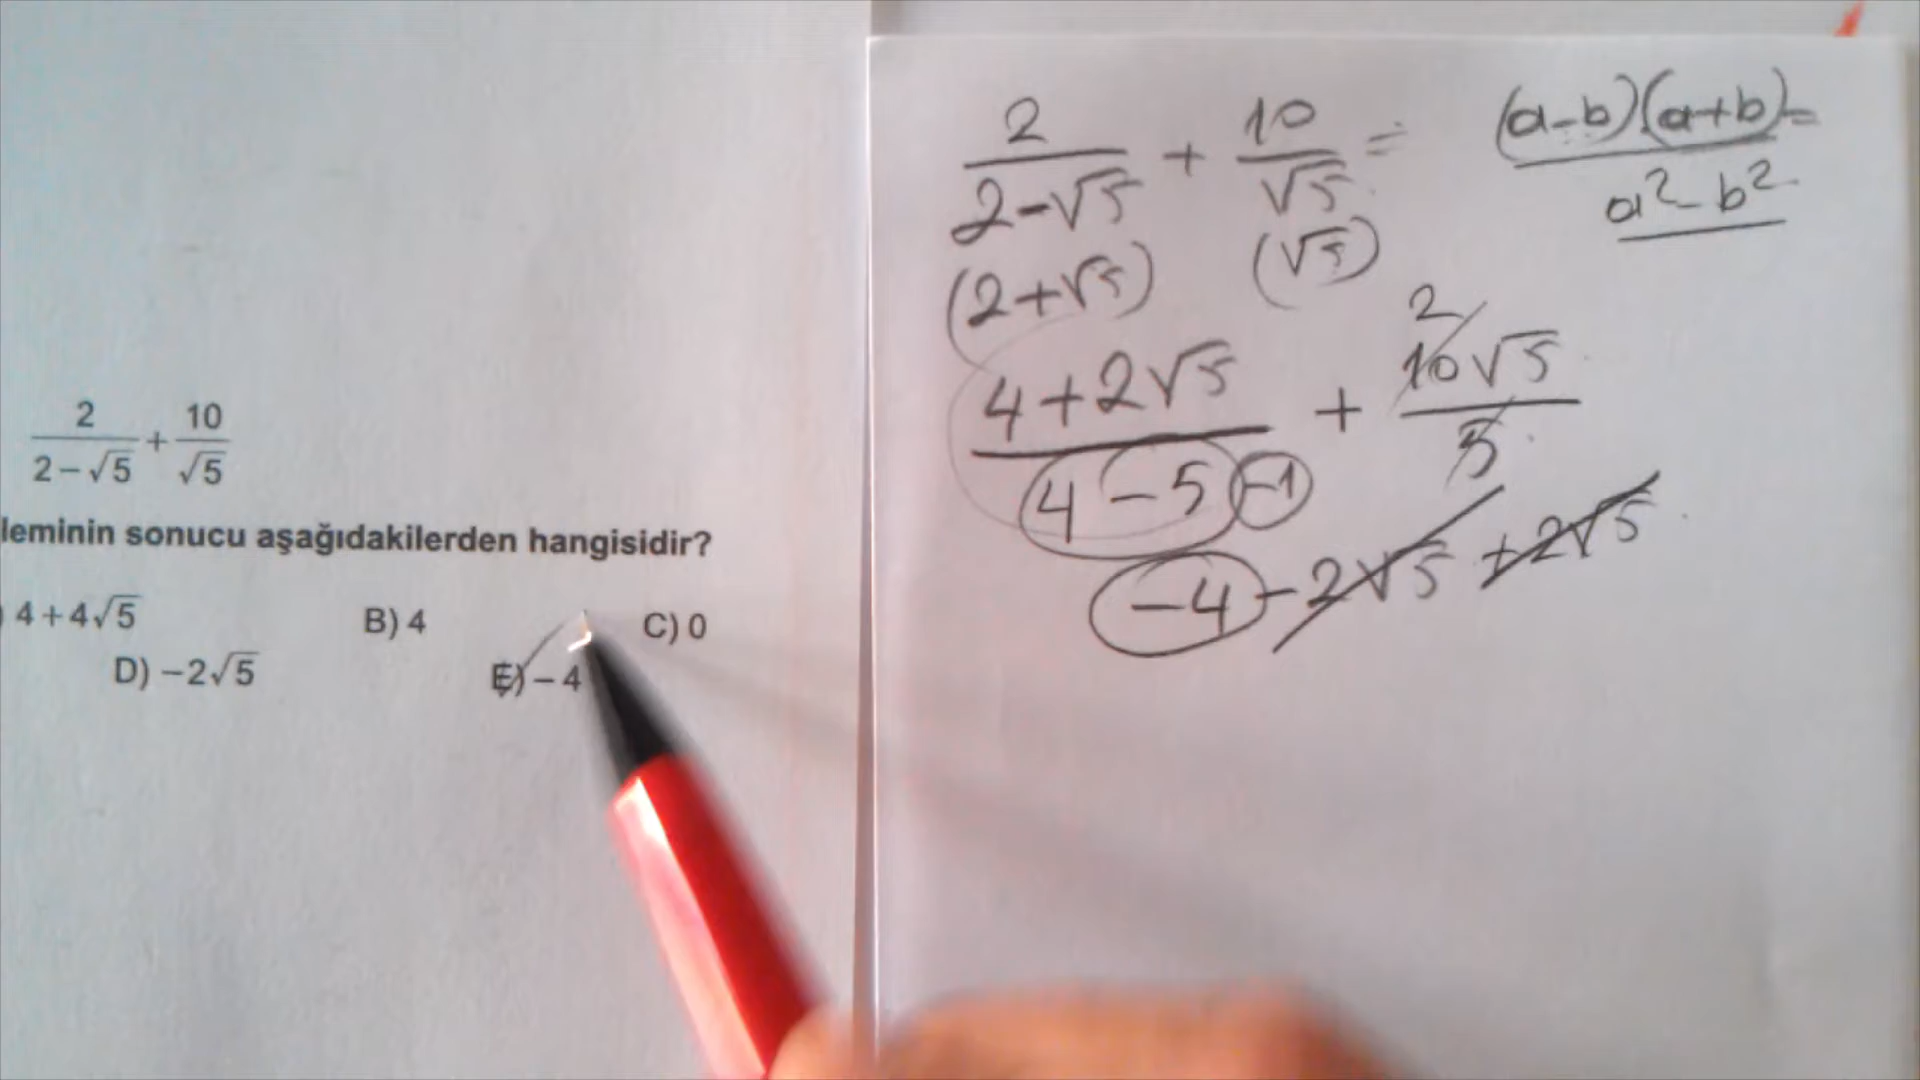 2/(2−√5) + 10/√5
leminin sonucu aşağıdakilerden hangisidir?
) 4+4√5 B) 4 C) 0
D) −2√5 E) −4
2/(2−√5) + 10/√5 =
(2+√5) (√5)
(4+2√5)/(4−5) −1 + 10√5/5 2
−4 −2√5 +2√5
(a−b)(a+b)=
a²−b²